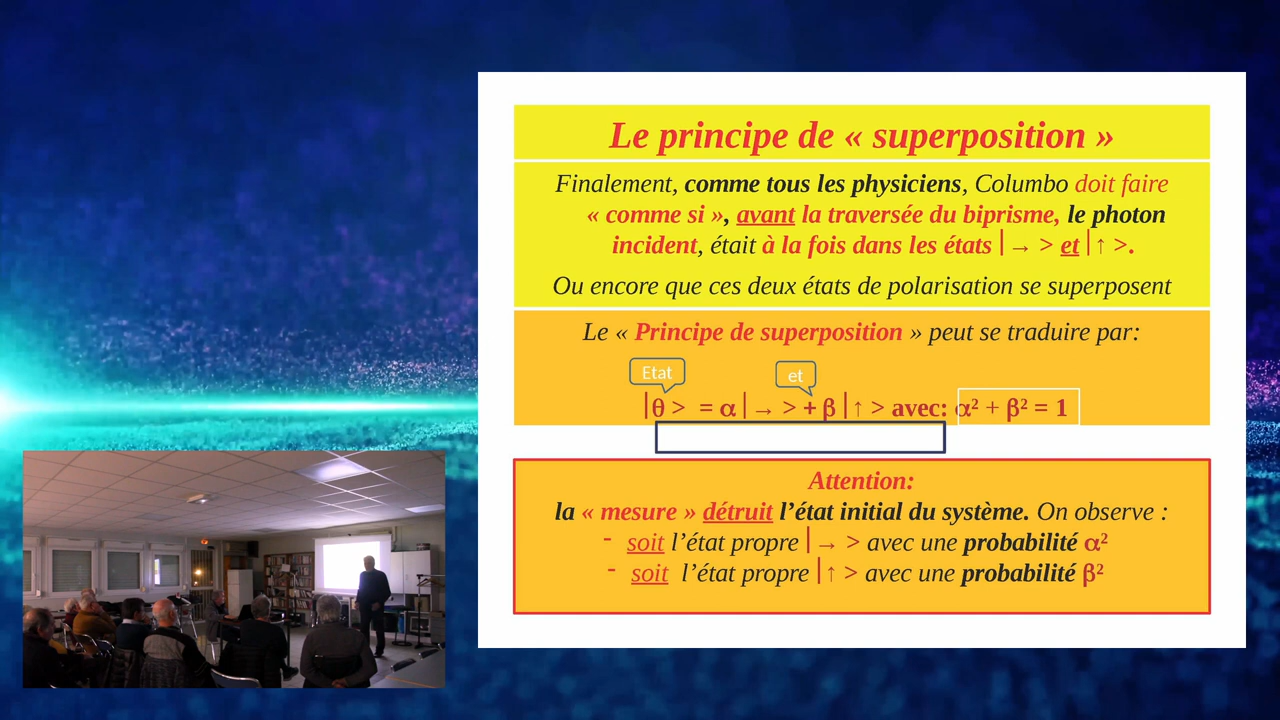 Le principe de « superposition »
Finalement, comme tous les physiciens, Columbo doit faire
« comme si », avant la traversée du biprisme, le photon
incident, était à la fois dans les états |→ > et |↑ >.
Ou encore que ces deux états de polarisation se superposent
Le « Principe de superposition » peut se traduire par:
Etat
et
|θ > = α |→ > + β |↑ > avec: α² + β² = 1
Attention:
la « mesure » détruit l’état initial du système. On observe :
- soit l’état propre |→ > avec une probabilité α²
- soit l’état propre |↑ > avec une probabilité β²